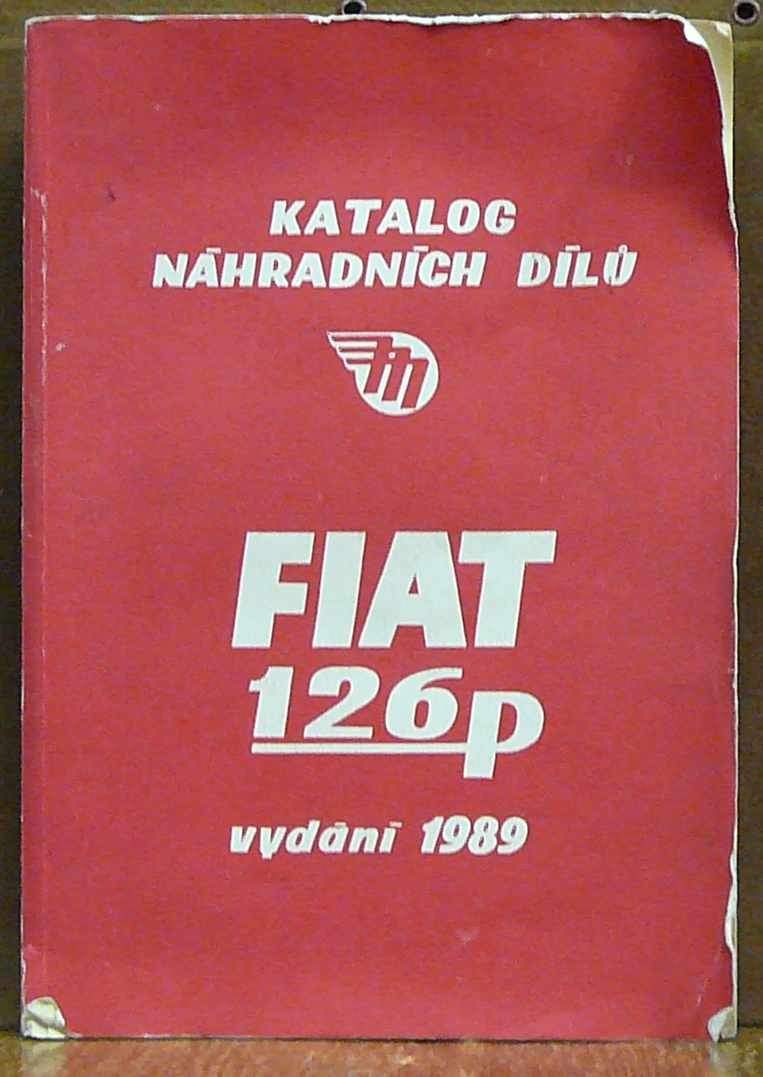 KATALOG
NÁHRADNÍCH DÍLŮ
m
FIAT
126p
vydání 1989